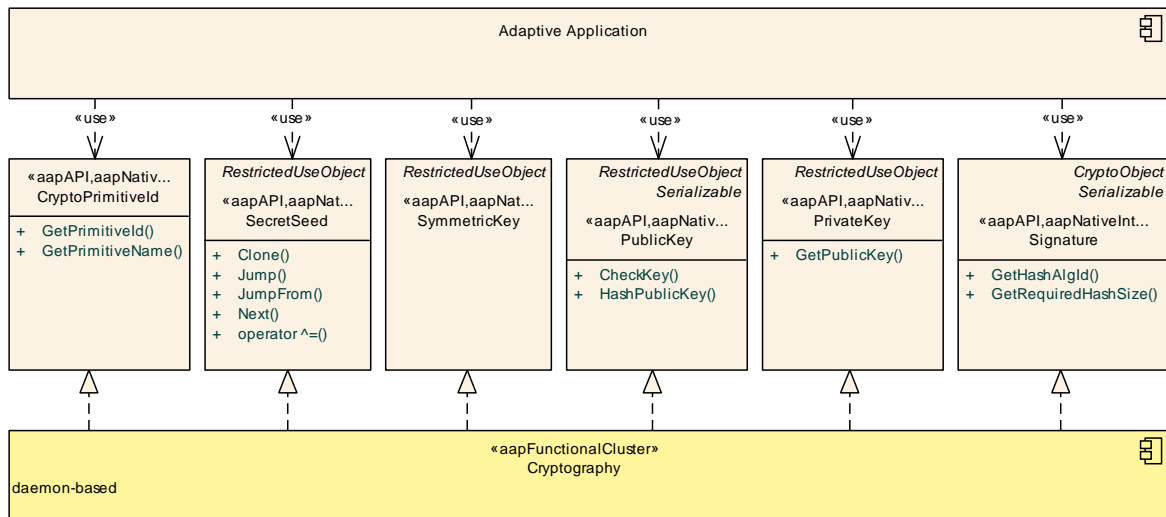 Adaptive Application
«use»
«use»
«use»
«use»
«use»
«use»
«aapAPI,aapNativ...
CryptoPrimitiveId
+ GetPrimitiveId()
+ GetPrimitiveName()
RestrictedUseObject
«aapAPI,aapNat...
SecretSeed
+ Clone()
+ Jump()
+ JumpFrom()
+ Next()
+ operator ^=()
RestrictedUseObject
«aapAPI,aapNat...
SymmetricKey
RestrictedUseObject
Serializable
«aapAPI,aapNativ...
PublicKey
+ CheckKey()
+ HashPublicKey()
RestrictedUseObject
«aapAPI,aapNativ...
PrivateKey
+ GetPublicKey()
CryptoObject
Serializable
«aapAPI,aapNativeInt...
Signature
+ GetHashAlgId()
+ GetRequiredHashSize()
«aapFunctionalCluster»
Cryptography
daemon-based